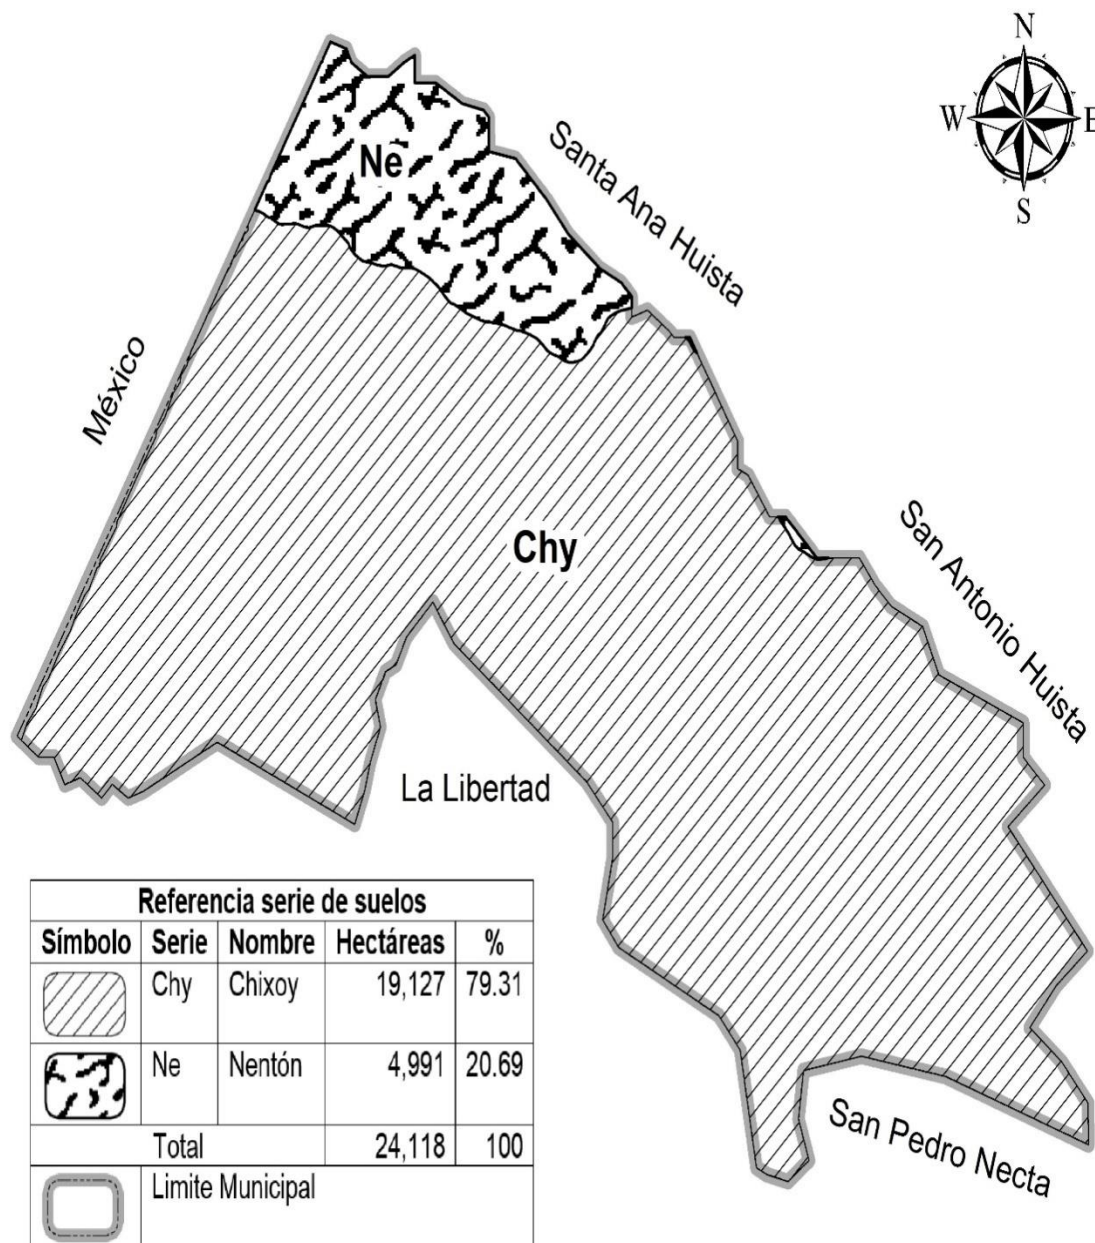 N
W E
S
Ne
Santa Ana Huista
México
Chy
San Antonio Huista
La Libertad
San Pedro Necta
Referencia serie de suelos
Símbolo Serie Nombre Hectáreas %
Chy Chixoy 19,127 79.31
Ne Nentón 4,991 20.69
Total 24,118 100
Limite Municipal